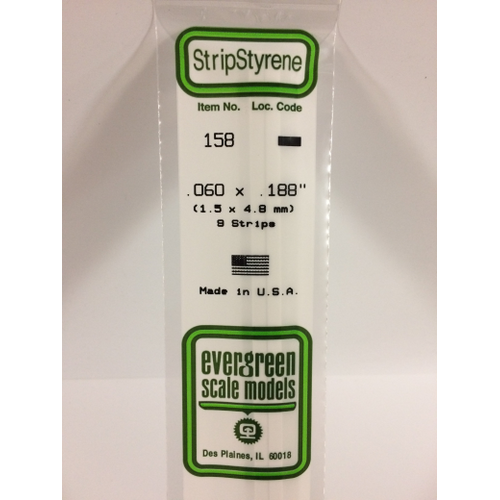 StripStyrene
Item No. Loc. Code
158
.060 x .188"
(1.5 x 4.8 mm)
9 Strips
Made in U.S.A.
evergreen
scale models
Des Plaines, IL 60018